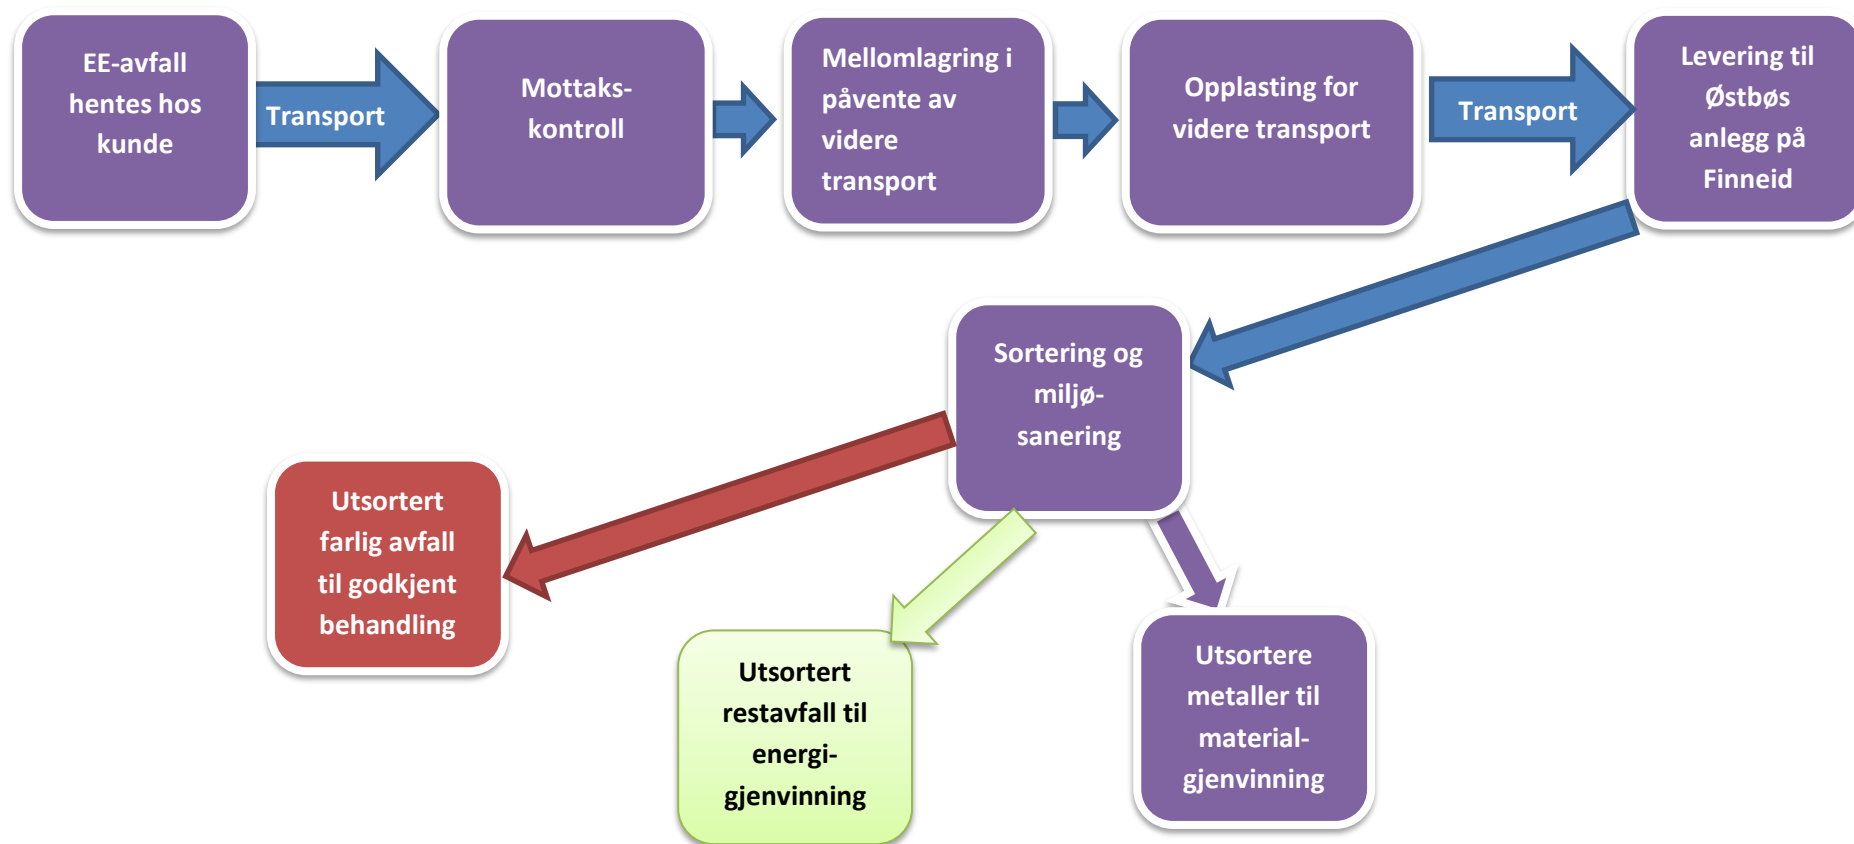 EE-avfall
hentes hos
kunde
Transport
Mottaks-
kontroll
Mellomlagring i
påvente av
videre
transport
Opplasting for
videre transport
Transport
Levering til
Østbøs
anlegg på
Finneid
Sortering og
miljø-
sanering
Utsortert
farlig avfall
til godkjent
behandling
Utsortert
restavfall til
energi-
gjenvinning
Utsortere
metaller til
material-
gjenvinning